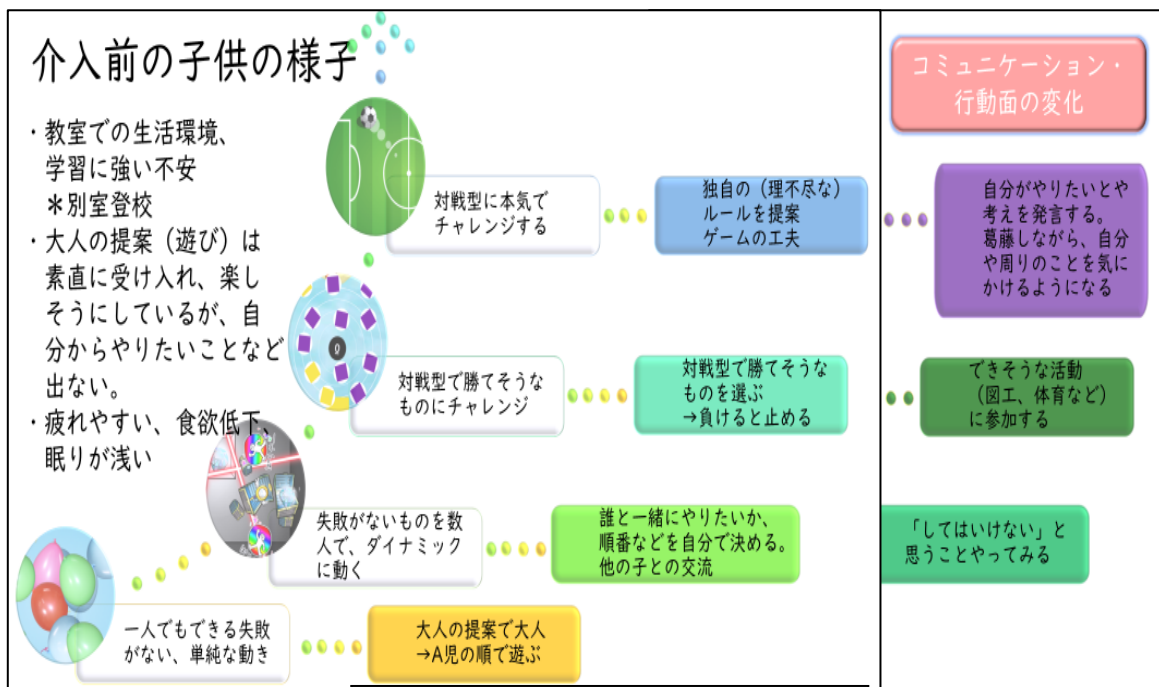 介入前の子供の様子
・教室での生活環境、
学習に強い不安
＊別室登校
・大人の提案（遊び）は
素直に受け入れ、楽し
そうにしているが、自
分からやりたいことなど
出ない。
・疲れやすい、食欲低下、
眠りが浅い
コミュニケーション・
行動面の変化
対戦型に本気で
チャレンジする
独自の（理不尽な）
ルールを提案
ゲームの工夫
自分がやりたいとや
考えを発言する。
葛藤しながら、自分
や周りのことを気に
かけるようになる
対戦型で勝てそうな
ものにチャレンジ
対戦型で勝てそうな
ものを選ぶ
→負けると止める
できそうな活動
（図工、体育など）
に参加する
失敗がないものを数
人で、ダイナミック
に動く
誰と一緒にやりたいか、
順番などを自分で決める。
他の子との交流
「してはいけない」と
思うことやってみる
一人でもできる失敗
がない、単純な動き
大人の提案で大人
→A児の順で遊ぶ